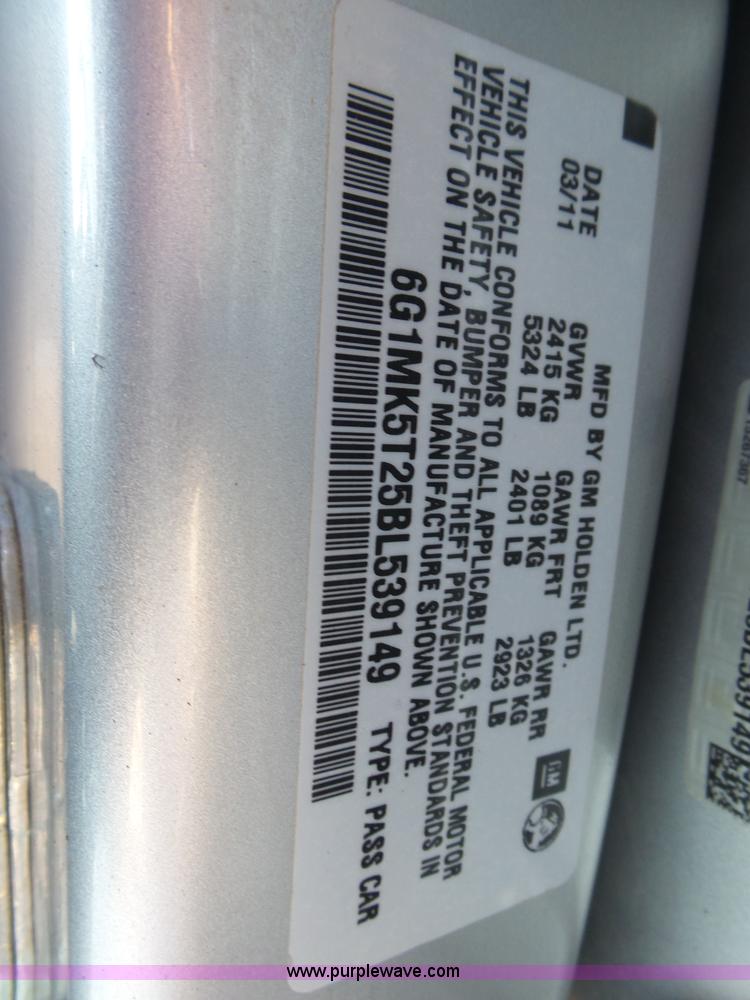 MFD BY GM HOLDEN LTD.
DATE GVWR GAWR FRT GAWR RR
03/11 2415 KG 1089 KG 1326 KG
5324 LB 2401 LB 2923 LB
THIS VEHICLE CONFORMS TO ALL APPLICABLE U.S. FEDERAL MOTOR
VEHICLE SAFETY, BUMPER AND THEFT PREVENTION STANDARDS IN
EFFECT ON THE DATE OF MANUFACTURE SHOWN ABOVE.
6G1MK5T25BL539149 TYPE: PASS CAR
GM
www.purplewave.com